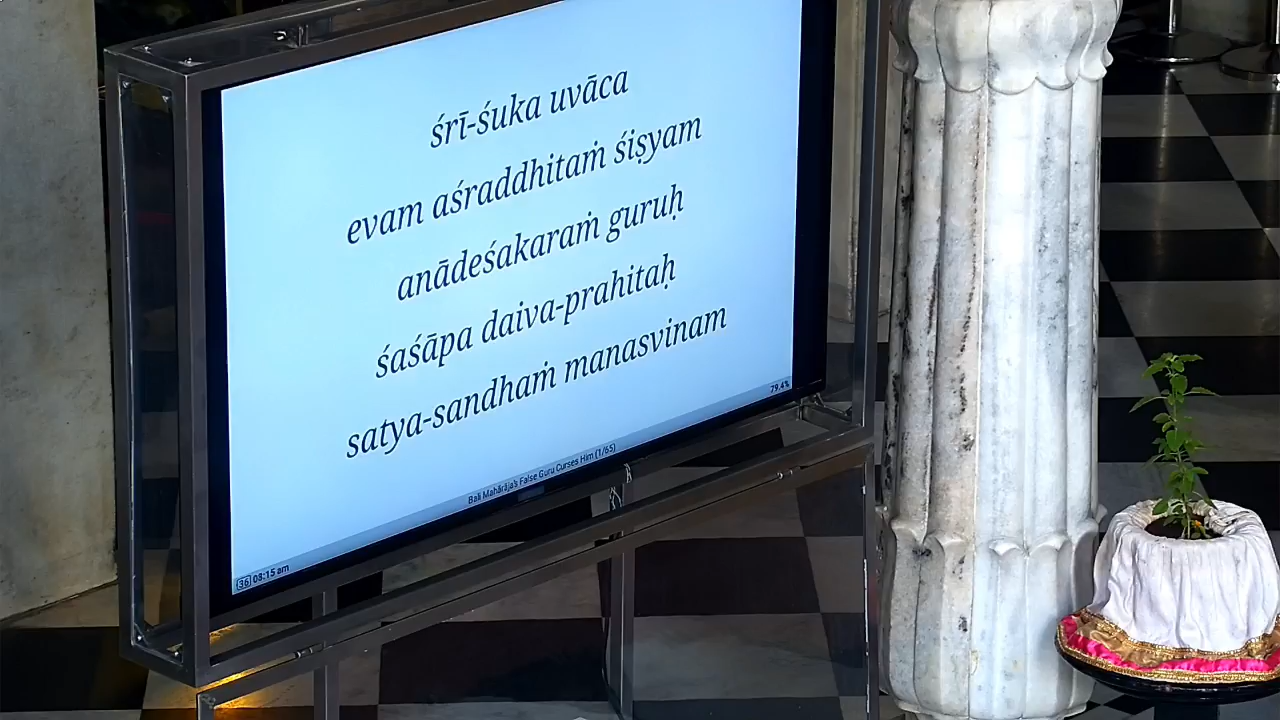 śrī-śuka uvāca
evam aśraddhitaṁ śiṣyam
anādeśakaraṁ guruḥ
śaśāpa daiva-prahitaḥ
satya-sandhaṁ manasvinam
79,4%
Bali Mahārāja's False Guru Curses Him (1/65)
(36) 08:15 am